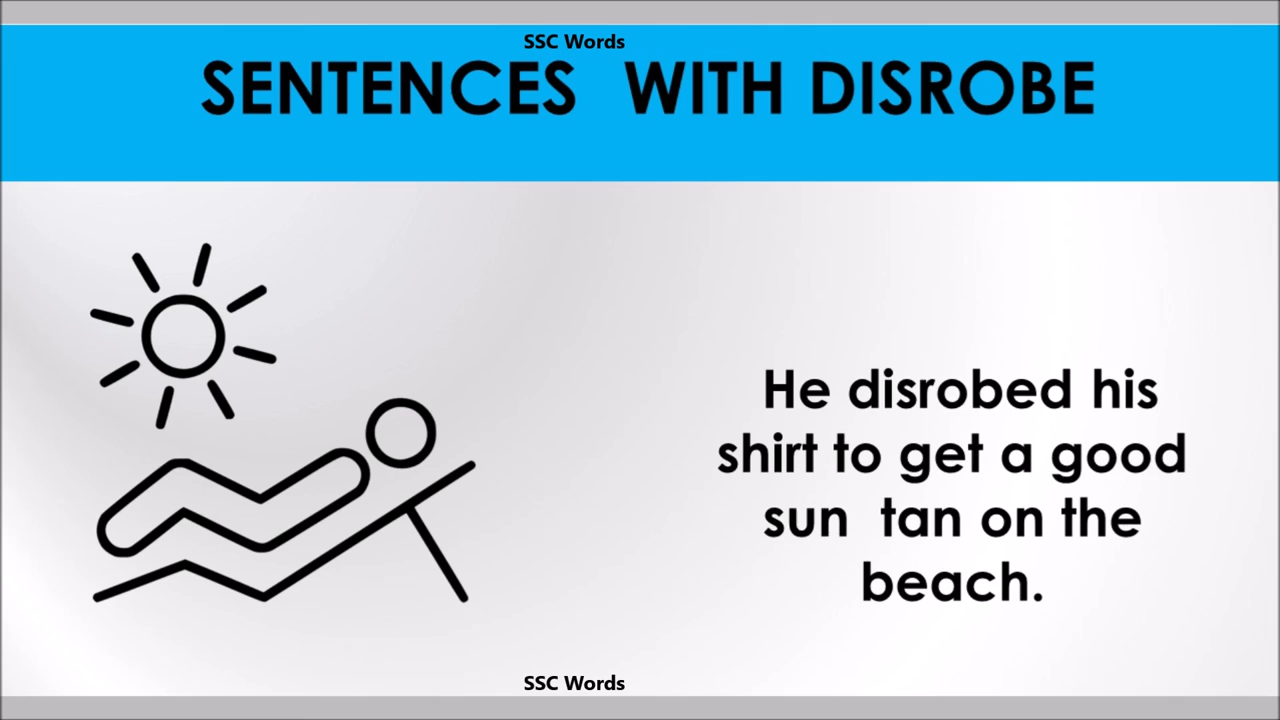 SSC Words
SENTENCES WITH DISROBE
He disrobed his
shirt to get a good
sun tan on the
beach.
SSC Words